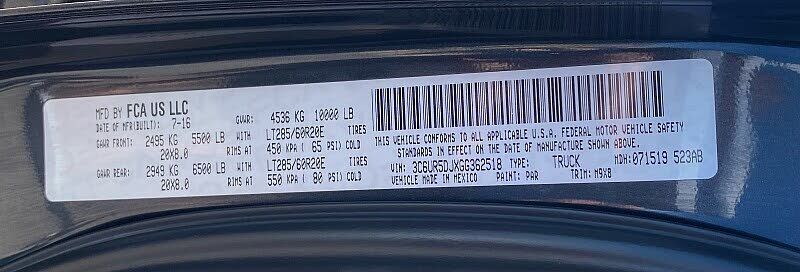 MFD BY FCA US LLC
DATE OF MFR(BUILT): 7-16 GVWR: 4536 KG 10000 LB
GAWR FRONT: 2495 KG 5500 LB WITH LT285/60R20E TIRES
20X8.0 RIMS AT 450 KPA ( 65 PSI) COLD
GAWR REAR: 2949 KG 6500 LB WITH LT285/60R20E TIRES
20X8.0 RIMS AT 550 KPA ( 80 PSI) COLD
THIS VEHICLE CONFORMS TO ALL APPLICABLE U.S.A. FEDERAL MOTOR VEHICLE SAFETY
STANDARDS IN EFFECT ON THE DATE OF MANUFACTURE SHOWN ABOVE.
VIN: 3C6UR5DJXGG362518 TYPE: TRUCK MDH: 071519 523AB
VEHICLE MADE IN MEXICO PAINT: PAR TRIM: M9X8